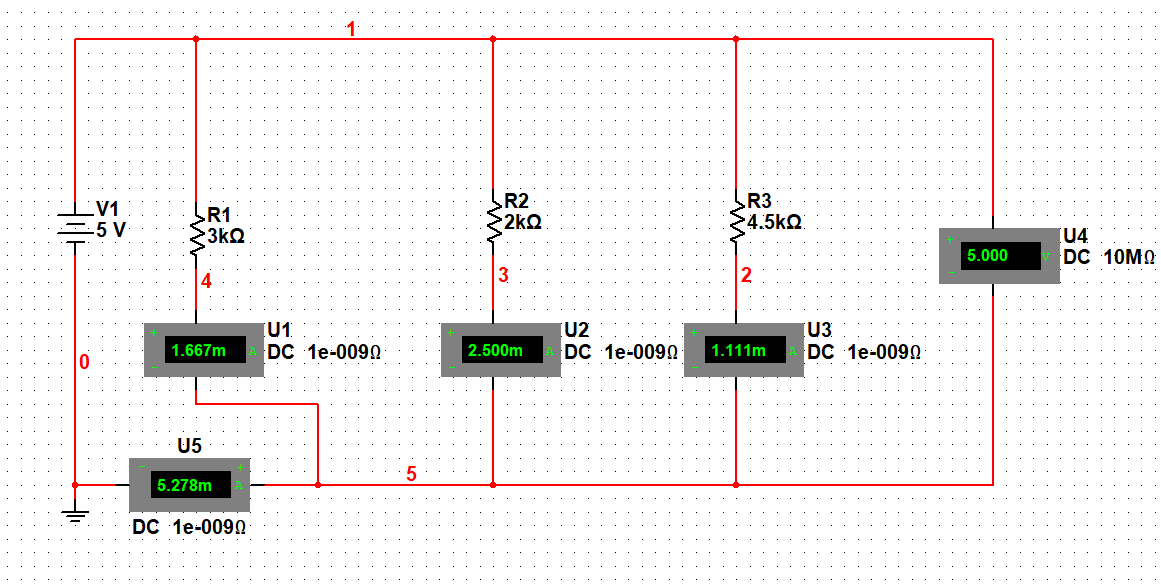 1
V1
5 V
R1
3kΩ
R2
2kΩ
R3
4.5kΩ
+
5.000
V
-
U4
DC 10MΩ
4
3
2
0
+
1.667m
A
-
U1
DC 1e-009Ω
+
2.500m
A
-
U2
DC 1e-009Ω
+
1.111m
A
-
U3
DC 1e-009Ω
U5
-
+
5.278m
A
DC 1e-009Ω
5